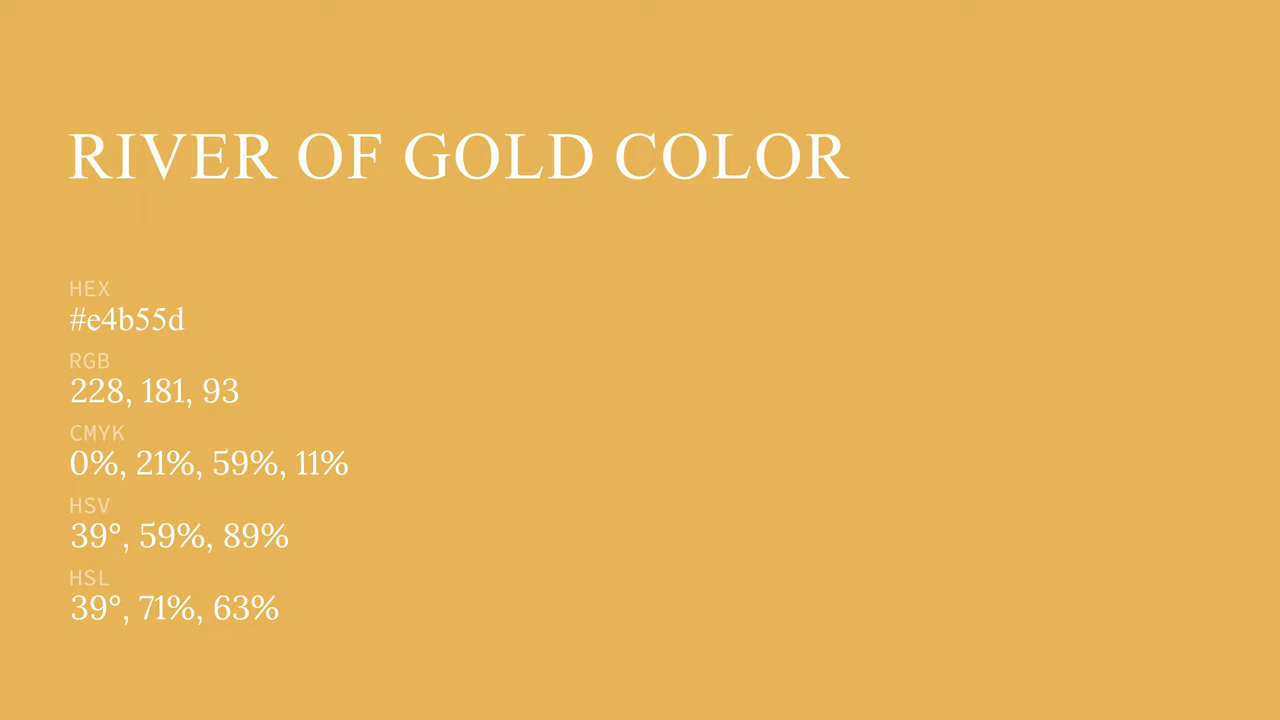 RIVER OF GOLD COLOR
HEX
#e4b55d
RGB
228, 181, 93
CMYK
0%, 21%, 59%, 11%
HSV
39°, 59%, 89%
HSL
39°, 71%, 63%